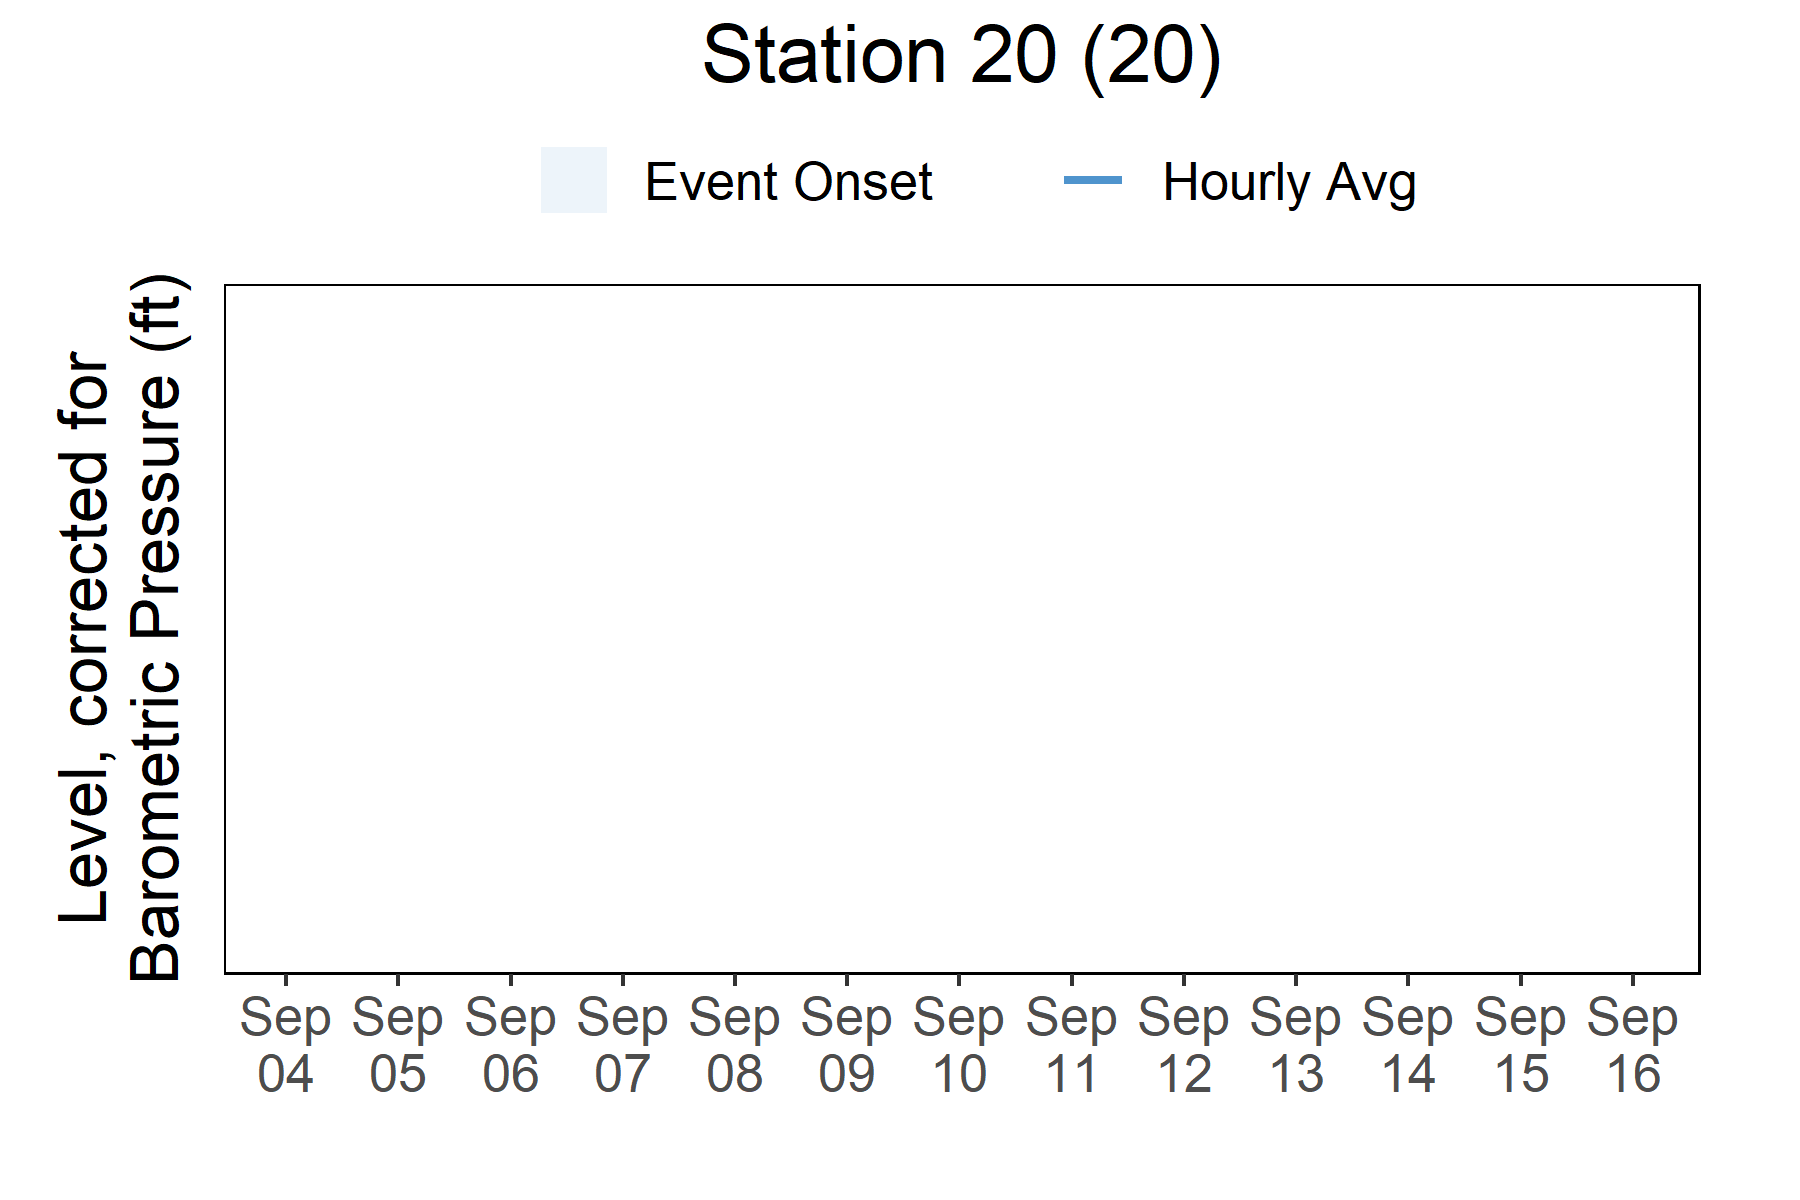 Station 20 (20)
Event Onset
Hourly Avg
Level, corrected for
Barometric Pressure (ft)
Sep Sep Sep Sep Sep Sep Sep Sep Sep Sep Sep Sep Sep
04 05 06 07 08 09 10 11 12 13 14 15 16